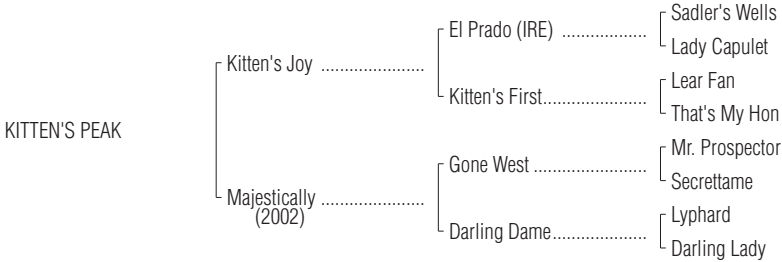 Sadler's Wells
El Prado (IRE) ..................
Lady Capulet
Kitten's Joy ......................
Lear Fan
Kitten's First......................
That's My Hon
KITTEN'S PEAK
Mr. Prospector
Gone West ........................
Secrettame
Majestically ......................
(2002)
Lyphard
Darling Dame....................
Darling Lady